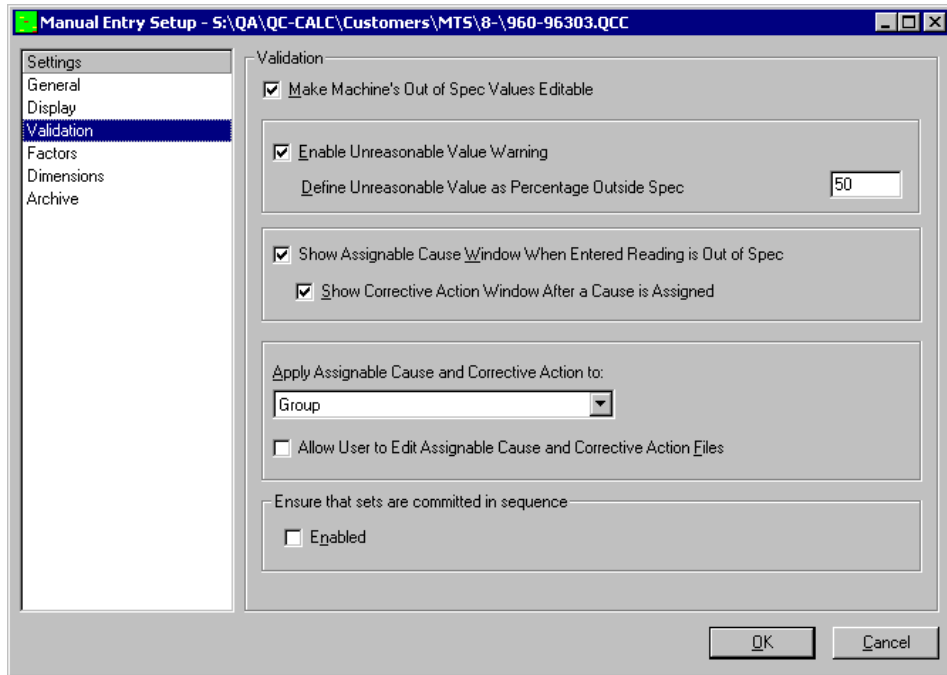 Manual Entry Setup - S:\QA\QC-CALC\Customers\MTS\8-\960-96303.QCC
Settings
General
Display
Validation
Factors
Dimensions
Archive
Validation
Make Machine's Out of Spec Values Editable
Enable Unreasonable Value Warning
Define Unreasonable Value as Percentage Outside Spec
50
Show Assignable Cause Window When Entered Reading is Out of Spec
Show Corrective Action Window After a Cause is Assigned
Apply Assignable Cause and Corrective Action to:
Group
Allow User to Edit Assignable Cause and Corrective Action Files
Ensure that sets are committed in sequence
Enabled
OK
Cancel